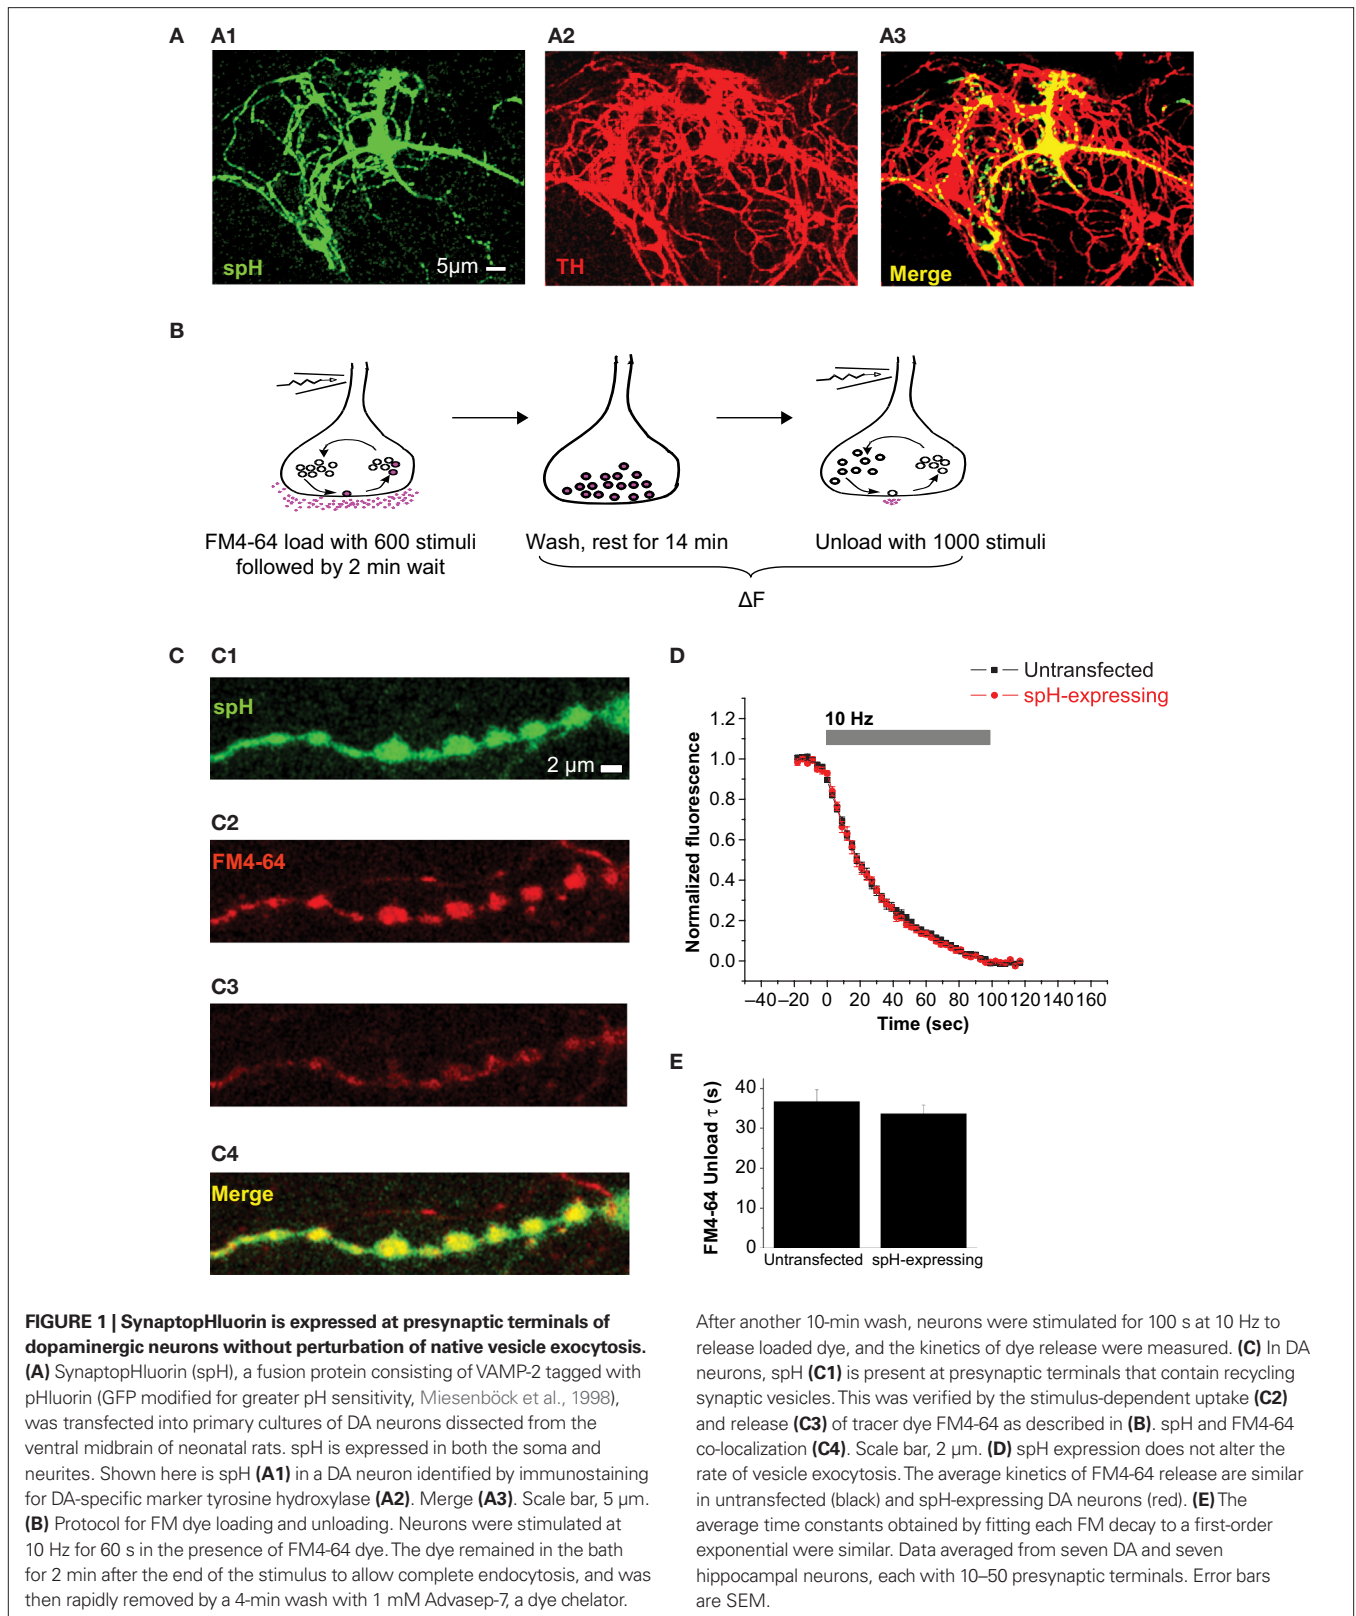 A A1 A2 A3
spH 5µm TH Merge
B
FM4-64 load with 600 stimuli
followed by 2 min wait
Wash, rest for 14 min
Unload with 1000 stimuli
ΔF
C C1
spH
2 µm
C2
FM4-64
C3
C4
Merge
D
Untransfected
spH-expressing
10 Hz
Normalized fluorescence
1.2
1.0
0.8
0.6
0.4
0.2
0.0
–40 –20 0 20 40 60 80 100 120 140 160
Time (sec)
E
FM4-64 Unload τ (s)
40
30
20
10
0
Untransfected spH-expressing
FIGURE 1 | SynaptopHluorin is expressed at presynaptic terminals of
dopaminergic neurons without perturbation of native vesicle exocytosis.
(A) SynaptopHluorin (spH), a fusion protein consisting of VAMP-2 tagged with
pHluorin (GFP modified for greater pH sensitivity, Miesenböck et al., 1998),
was transfected into primary cultures of DA neurons dissected from the
ventral midbrain of neonatal rats. spH is expressed in both the soma and
neurites. Shown here is spH (A1) in a DA neuron identified by immunostaining
for DA-specific marker tyrosine hydroxylase (A2). Merge (A3). Scale bar, 5 µm.
(B) Protocol for FM dye loading and unloading. Neurons were stimulated at
10 Hz for 60 s in the presence of FM4-64 dye. The dye remained in the bath
for 2 min after the end of the stimulus to allow complete endocytosis, and was
then rapidly removed by a 4-min wash with 1 mM Advasep-7, a dye chelator.
After another 10-min wash, neurons were stimulated for 100 s at 10 Hz to
release loaded dye, and the kinetics of dye release were measured. (C) In DA
neurons, spH (C1) is present at presynaptic terminals that contain recycling
synaptic vesicles. This was verified by the stimulus-dependent uptake (C2)
and release (C3) of tracer dye FM4-64 as described in (B). spH and FM4-64
co-localization (C4). Scale bar, 2 µm. (D) spH expression does not alter the
rate of vesicle exocytosis. The average kinetics of FM4-64 release are similar
in untransfected (black) and spH-expressing DA neurons (red). (E) The
average time constants obtained by fitting each FM decay to a first-order
exponential were similar. Data averaged from seven DA and seven
hippocampal neurons, each with 10–50 presynaptic terminals. Error bars
are SEM.